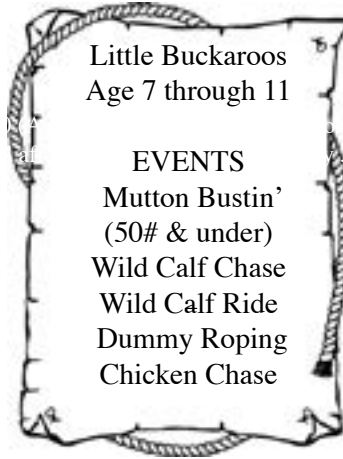 Little Buckaroos
Age 7 through 11
EVENTS
Mutton Bustin’
(50# & under)
Wild Calf Chase
Wild Calf Ride
Dummy Roping
Chicken Chase